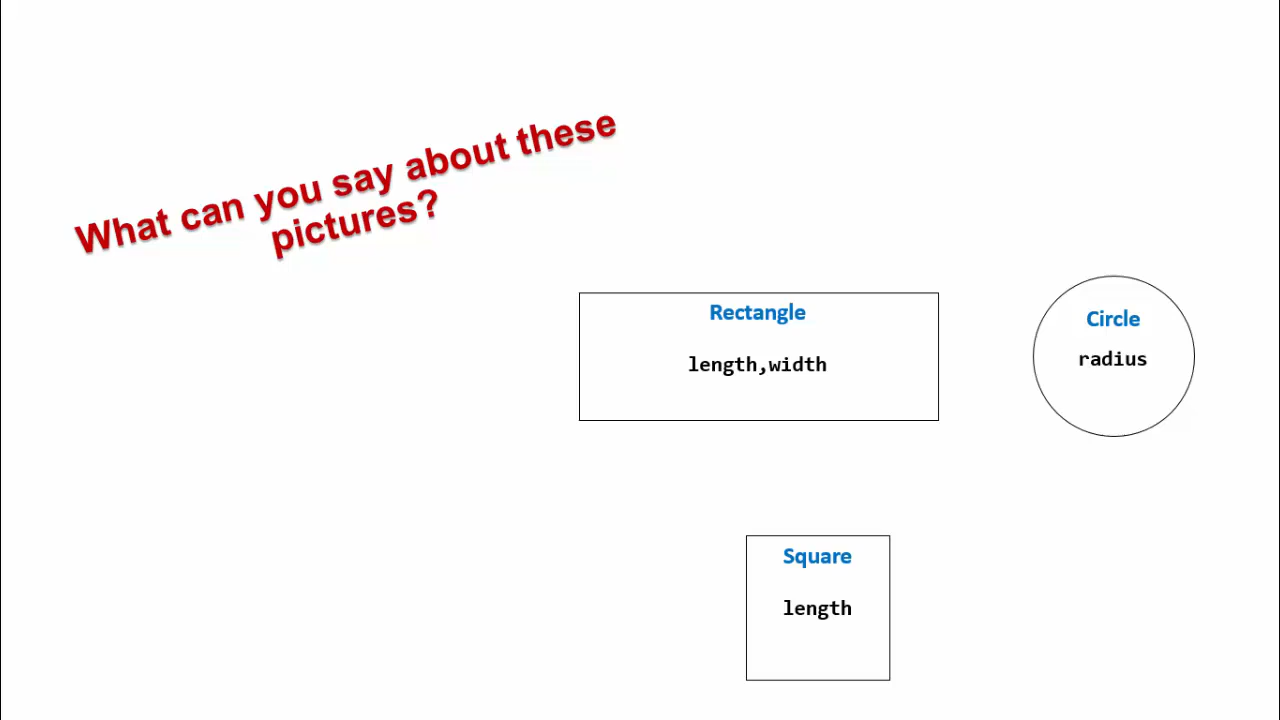 What can you say about these
pictures?
Rectangle
length,width
Circle
radius
Square
length